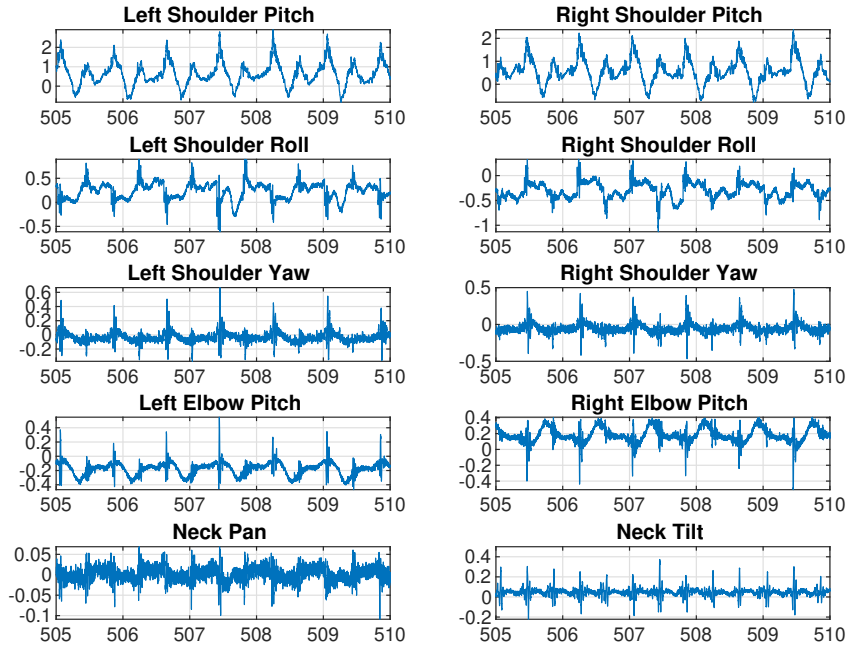 Left Shoulder Pitch
2
1
0
505 506 507 508 509 510
Right Shoulder Pitch
2
1
0
505 506 507 508 509 510
Left Shoulder Roll
0.5
0
-0.5
505 506 507 508 509 510
Right Shoulder Roll
0
-0.5
-1
505 506 507 508 509 510
Left Shoulder Yaw
0.6
0.4
0.2
0
-0.2
505 506 507 508 509 510
Right Shoulder Yaw
0.5
0
-0.5
505 506 507 508 509 510
Left Elbow Pitch
0.4
0.2
0
-0.2
-0.4
505 506 507 508 509 510
Right Elbow Pitch
0.4
0.2
0
-0.2
-0.4
505 506 507 508 509 510
Neck Pan
0.05
0
-0.05
-0.1
505 506 507 508 509 510
Neck Tilt
0.4
0.2
0
-0.2
505 506 507 508 509 510